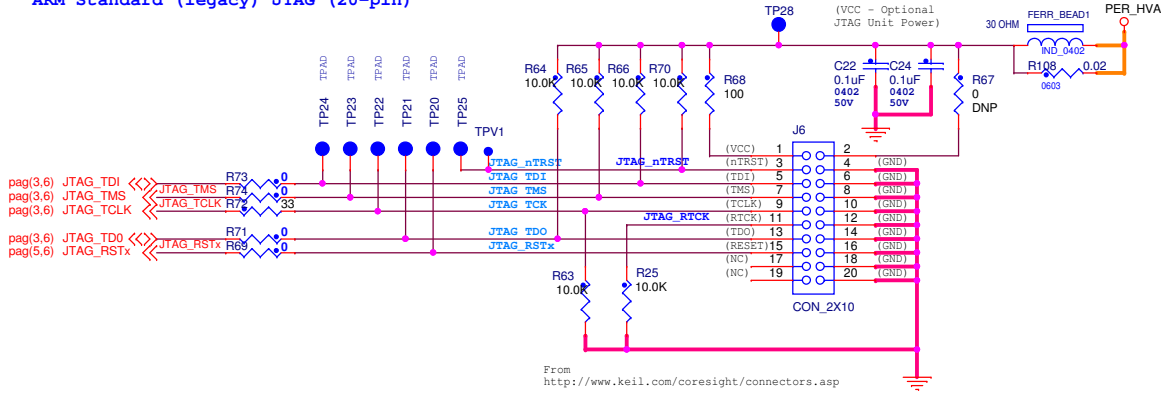 ARM Standard (legacy) JTAG (20-pin)
TP28
(VCC - Optional
JTAG Unit Power)
FERR_BEAD1
PER_HVA
30 OHM
IND_0402
R108
0.02
0603
TPAD
TPAD
TPAD
TPAD
TPAD
TPAD
TP24
TP23
TP22
TP21
TP20
TP25
TPV1
R64
10.0K
R65
10.0K
R66
10.0K
R70
10.0K
R68
100
C22
0.1uF
0402
50V
C24
0.1uF
0402
50V
R67
0
DNP
J6
(VCC) 1 2
JTAG_nTRST JTAG_nTRST (nTRST) 3 4 (GND)
pag(3,6) JTAG_TDI R73 0 JTAG TDI (TDI) 5 6 (GND)
pag(3,6) JTAG_TMS JTAG_TMS R74 0 JTAG TMS (TMS) 7 8 (GND)
pag(3,6) JTAG_TCLK JTAG_TCLK R72 33 JTAG TCK (TCLK) 9 10 (GND)
JTAG_RTCK (RTCK) 11 12 (GND)
pag(3,6) JTAG_TD0 R71 0 JTAG TDO (TDO) 13 14 (GND)
pag(5,6) JTAG_RSTx JTAG_RSTx R69 0 JTAG_RSTx (RESET) 15 16 (GND)
(NC) 17 18 (GND)
(NC) 19 20 (GND)
CON_2X10
R63
10.0K
R25
10.0K
From
http://www.keil.com/coresight/connectors.asp